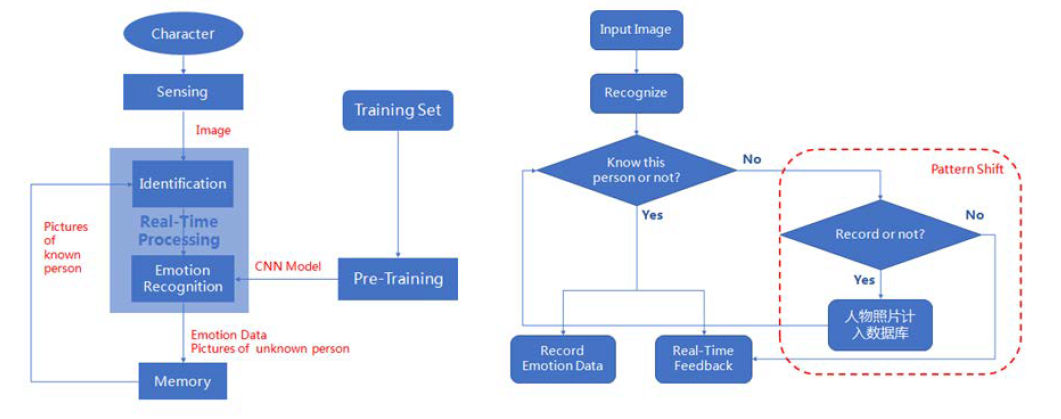 Character
Sensing
Image
Identification
Real-Time
Processing
Emotion
Recognition
Emotion Data
Pictures of unknown person
Memory
Pictures
of
known
person
Training Set
CNN Model
Pre-Training
Input Image
Recognize
Know this
person or not?
No
Yes
Pattern Shift
Record or not?
No
Yes
人物照片计
入数据库
Record
Emotion Data
Real-Time
Feedback